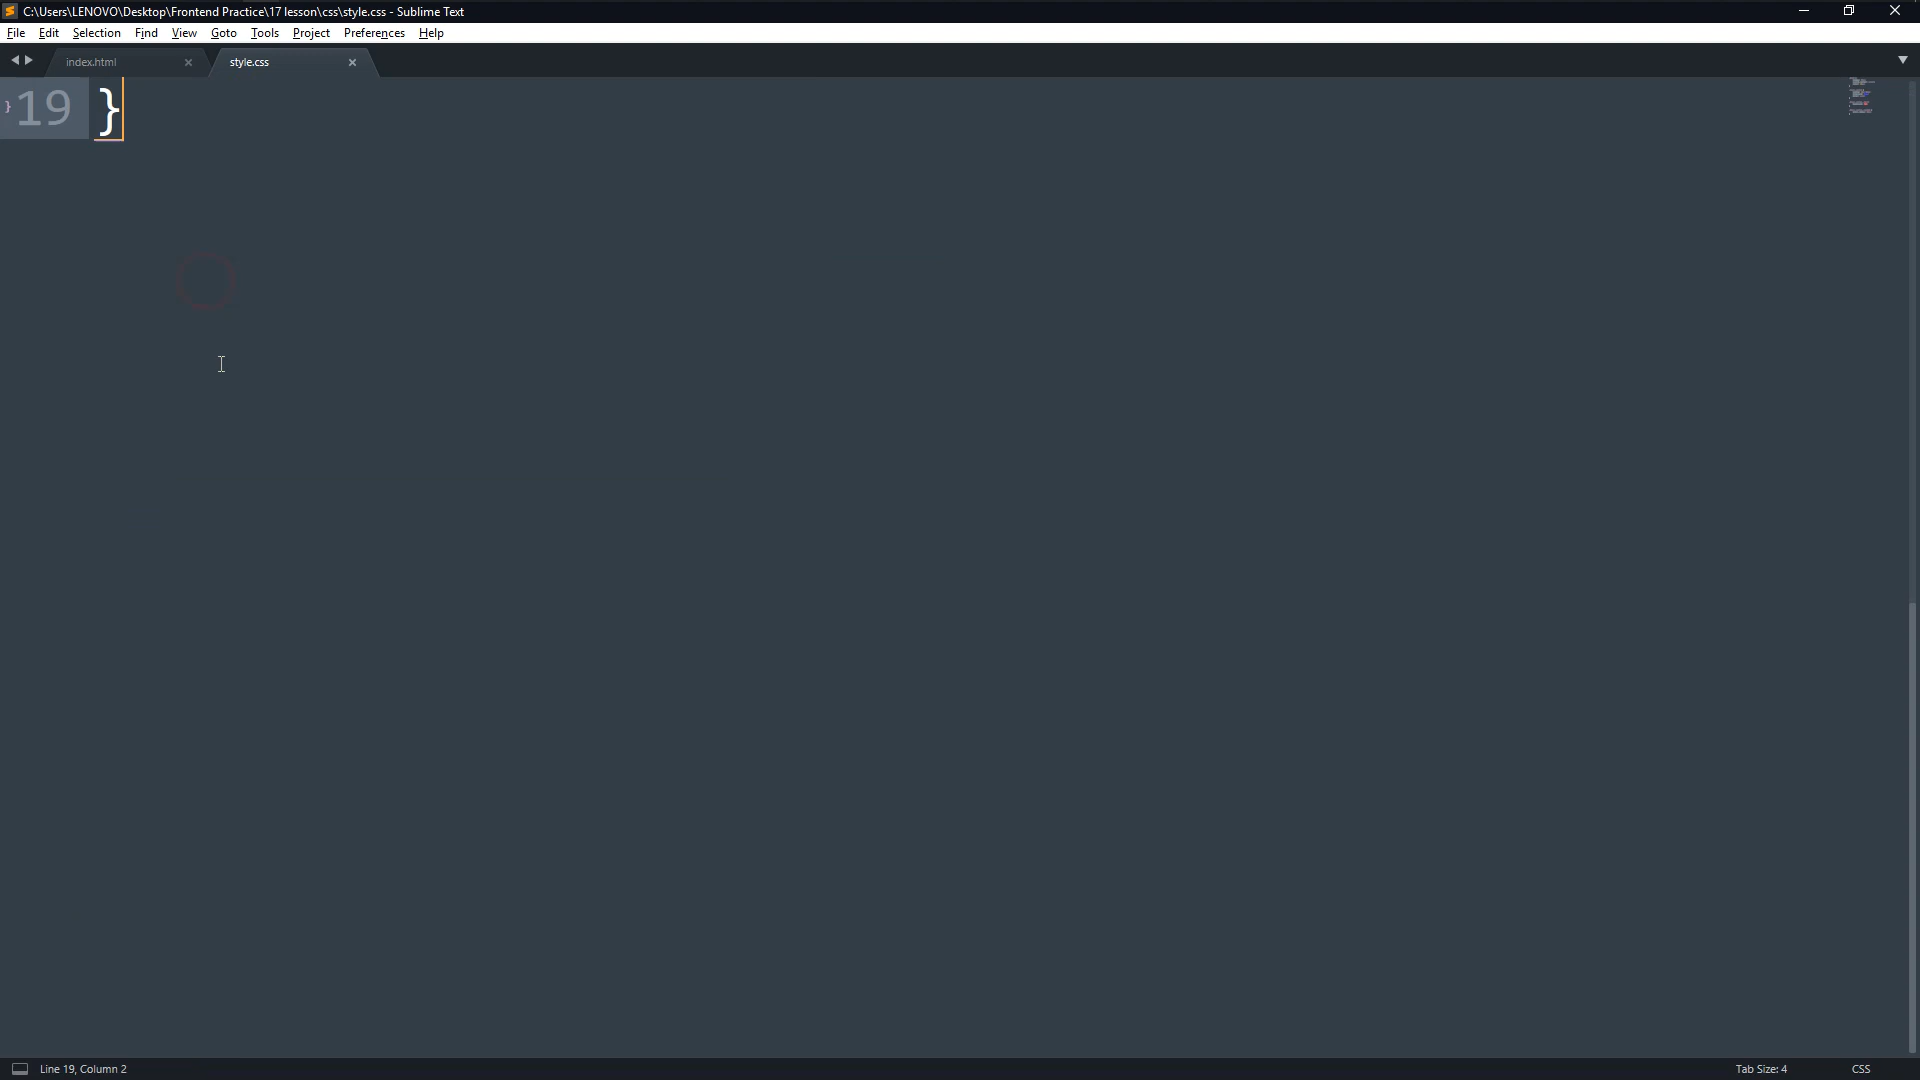 C:\Users\LENOVO\Desktop\Frontend Practice\17 lesson\css\style.css - Sublime Text
File Edit Selection Find View Goto Tools Project Preferences Help
index.html style.css
} 19 }
Line 19, Column 2 Tab Size: 4 CSS